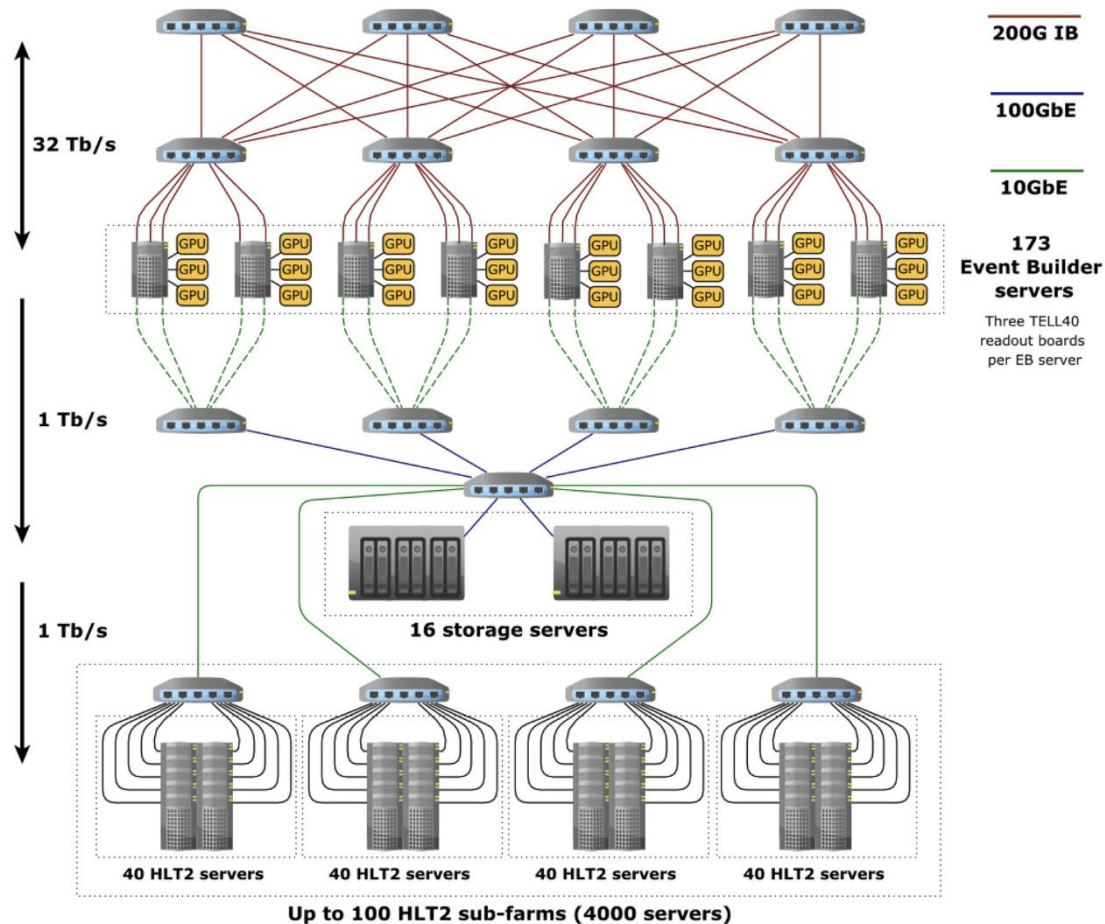 200G IB
32 Tb/s
100GbE
10GbE
GPU GPU GPU GPU GPU GPU GPU GPU
GPU GPU GPU GPU GPU GPU GPU GPU
GPU GPU GPU GPU GPU GPU GPU GPU
173
Event Builder
servers
Three TELL40
readout boards
per EB server
1 Tb/s
16 storage servers
1 Tb/s
40 HLT2 servers
40 HLT2 servers
40 HLT2 servers
40 HLT2 servers
Up to 100 HLT2 sub-farms (4000 servers)